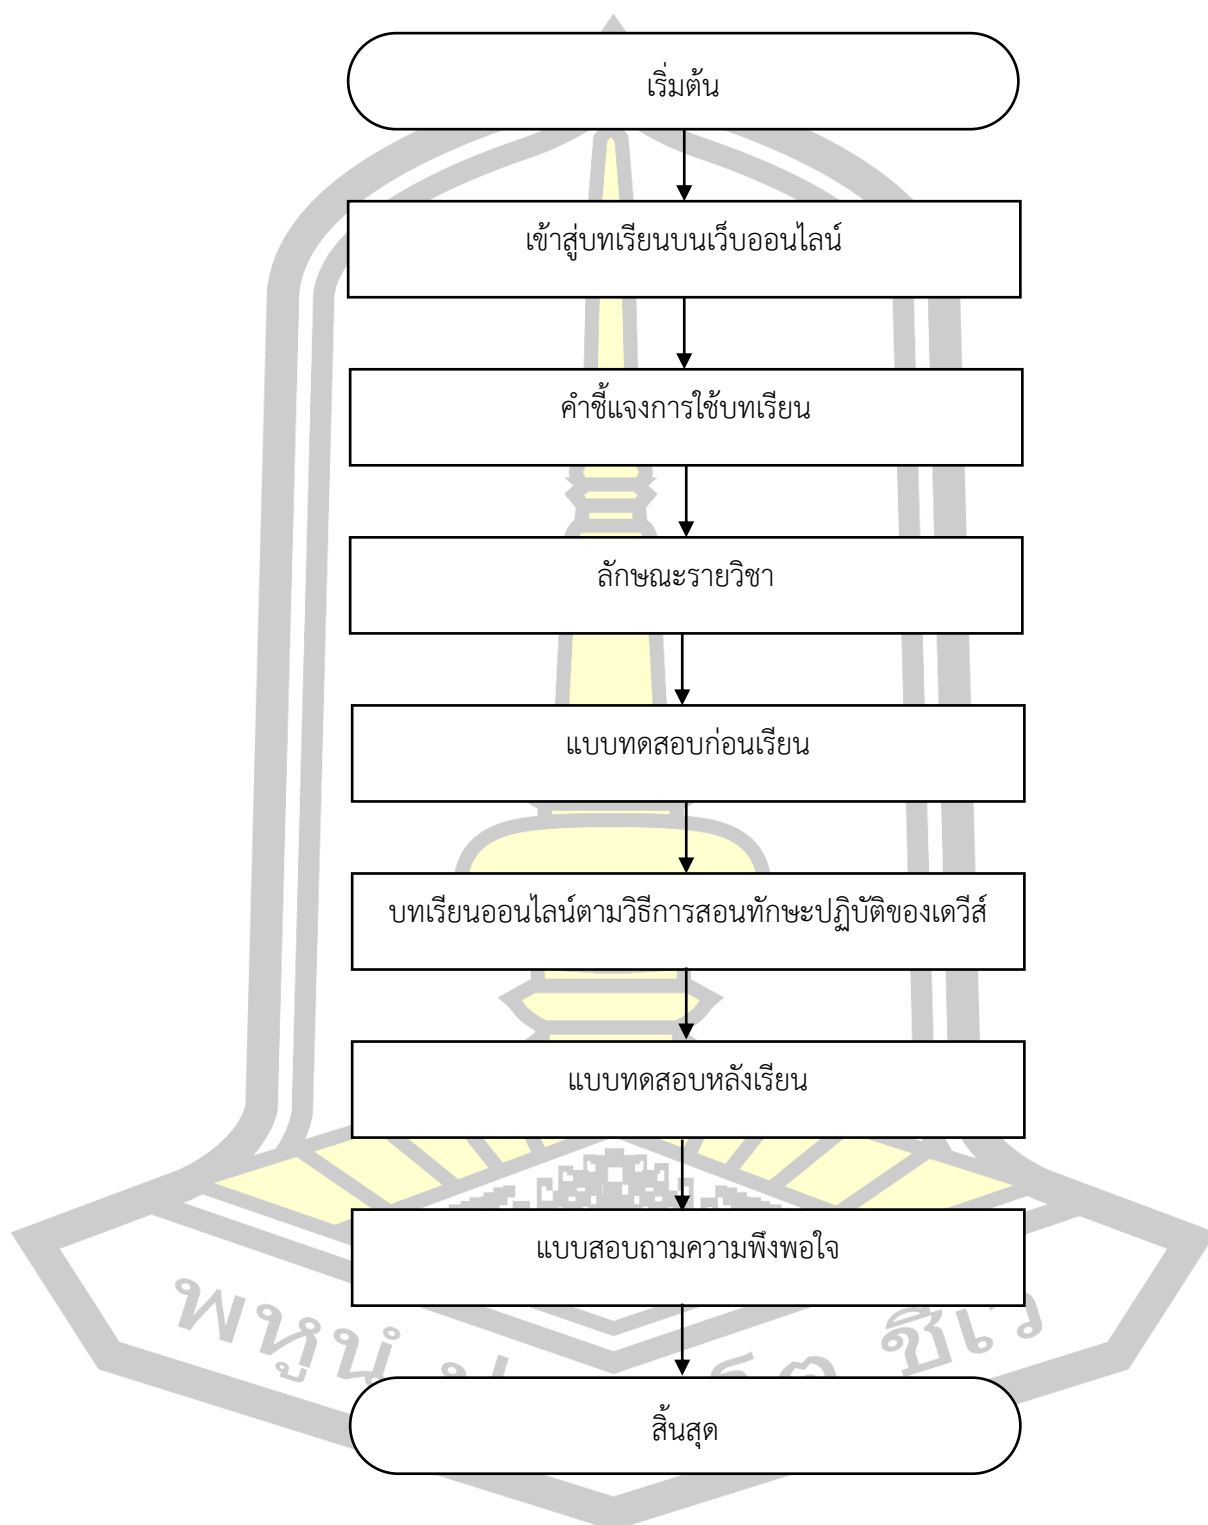 เริ่มต้น
เข้าสู่บทเรียนบนเว็บออนไลน์
คำชี้แจงการใช้บทเรียน
ลักษณะรายวิชา
แบบทดสอบก่อนเรียน
บทเรียนออนไลน์ตามวิธีการสอนทักษะปฏิบัติของเดวีส์
แบบทดสอบหลังเรียน
แบบสอบถามความพึงพอใจ
พหูนํ ชีเว
สิ้นสุด